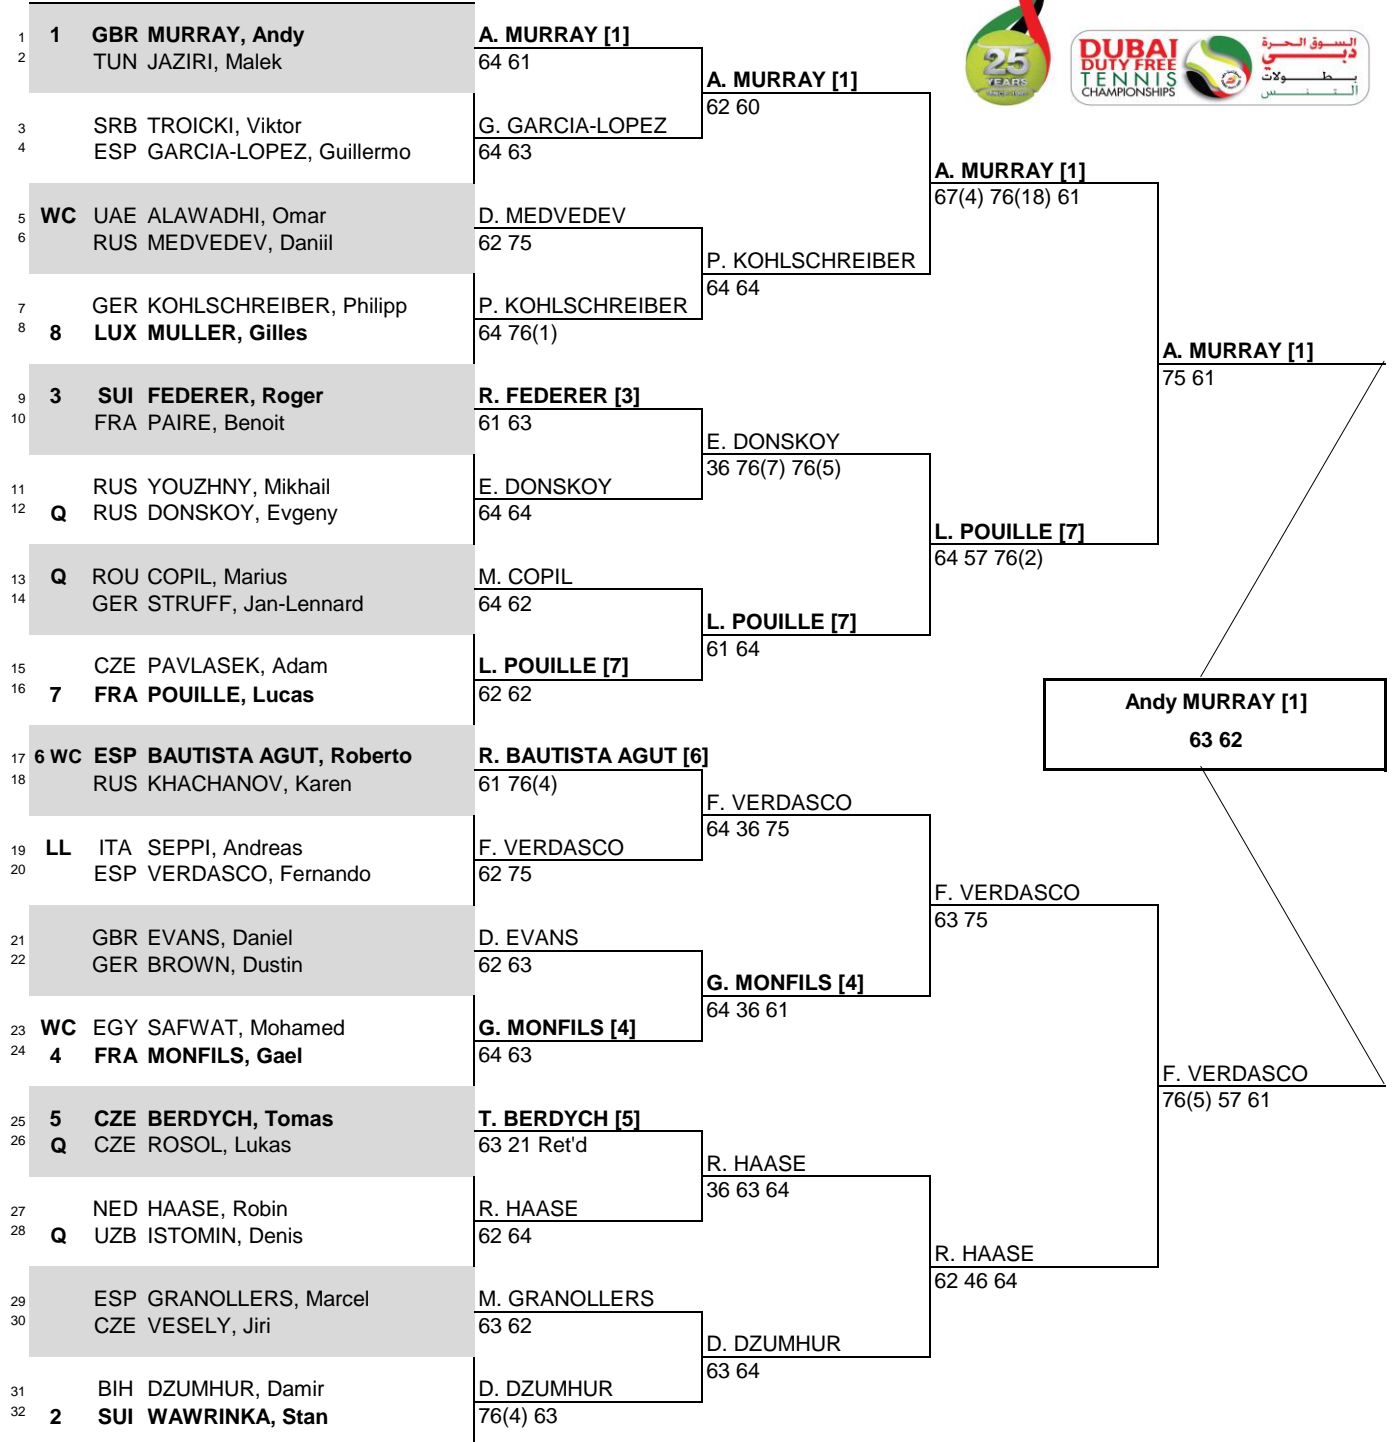 25
YEARS
SINCE 1993
DUBAI
DUTY FREE
TENNIS
CHAMPIONSHIPS
السوق الحرة
دبي
بطولات
التنس
1 1 GBR MURRAY, Andy
2 TUN JAZIRI, Malek
3 SRB TROICKI, Viktor
4 ESP GARCIA-LOPEZ, Guillermo
5 WC UAE ALAWADHI, Omar
6 RUS MEDVEDEV, Daniil
7 GER KOHLSCHREIBER, Philipp
8 8 LUX MULLER, Gilles
9 3 SUI FEDERER, Roger
10 FRA PAIRE, Benoit
11 RUS YOUZHNY, Mikhail
12 Q RUS DONSKOY, Evgeny
13 Q ROU COPIL, Marius
14 GER STRUFF, Jan-Lennard
15 CZE PAVLASEK, Adam
16 7 FRA POUILLE, Lucas
17 6 WC ESP BAUTISTA AGUT, Roberto
18 RUS KHACHANOV, Karen
19 LL ITA SEPPI, Andreas
20 ESP VERDASCO, Fernando
21 GBR EVANS, Daniel
22 GER BROWN, Dustin
23 WC EGY SAFWAT, Mohamed
24 4 FRA MONFILS, Gael
25 5 CZE BERDYCH, Tomas
26 Q CZE ROSOL, Lukas
27 NED HAASE, Robin
28 Q UZB ISTOMIN, Denis
29 ESP GRANOLLERS, Marcel
30 CZE VESELY, Jiri
31 BIH DZUMHUR, Damir
32 2 SUI WAWRINKA, Stan
A. MURRAY [1]
64 61
G. GARCIA-LOPEZ
64 63
D. MEDVEDEV
62 75
P. KOHLSCHREIBER
64 76(1)
R. FEDERER [3]
61 63
E. DONSKOY
64 64
M. COPIL
64 62
L. POUILLE [7]
62 62
R. BAUTISTA AGUT [6]
61 76(4)
F. VERDASCO
62 75
D. EVANS
62 63
G. MONFILS [4]
64 63
T. BERDYCH [5]
63 21 Ret'd
R. HAASE
62 64
M. GRANOLLERS
63 62
D. DZUMHUR
76(4) 63
A. MURRAY [1]
62 60
P. KOHLSCHREIBER
64 64
E. DONSKOY
36 76(7) 76(5)
L. POUILLE [7]
61 64
F. VERDASCO
64 36 75
G. MONFILS [4]
64 36 61
R. HAASE
36 63 64
D. DZUMHUR
63 64
A. MURRAY [1]
67(4) 76(18) 61
L. POUILLE [7]
64 57 76(2)
F. VERDASCO
63 75
R. HAASE
62 46 64
A. MURRAY [1]
75 61
F. VERDASCO
76(5) 57 61
Andy MURRAY [1]
63 62